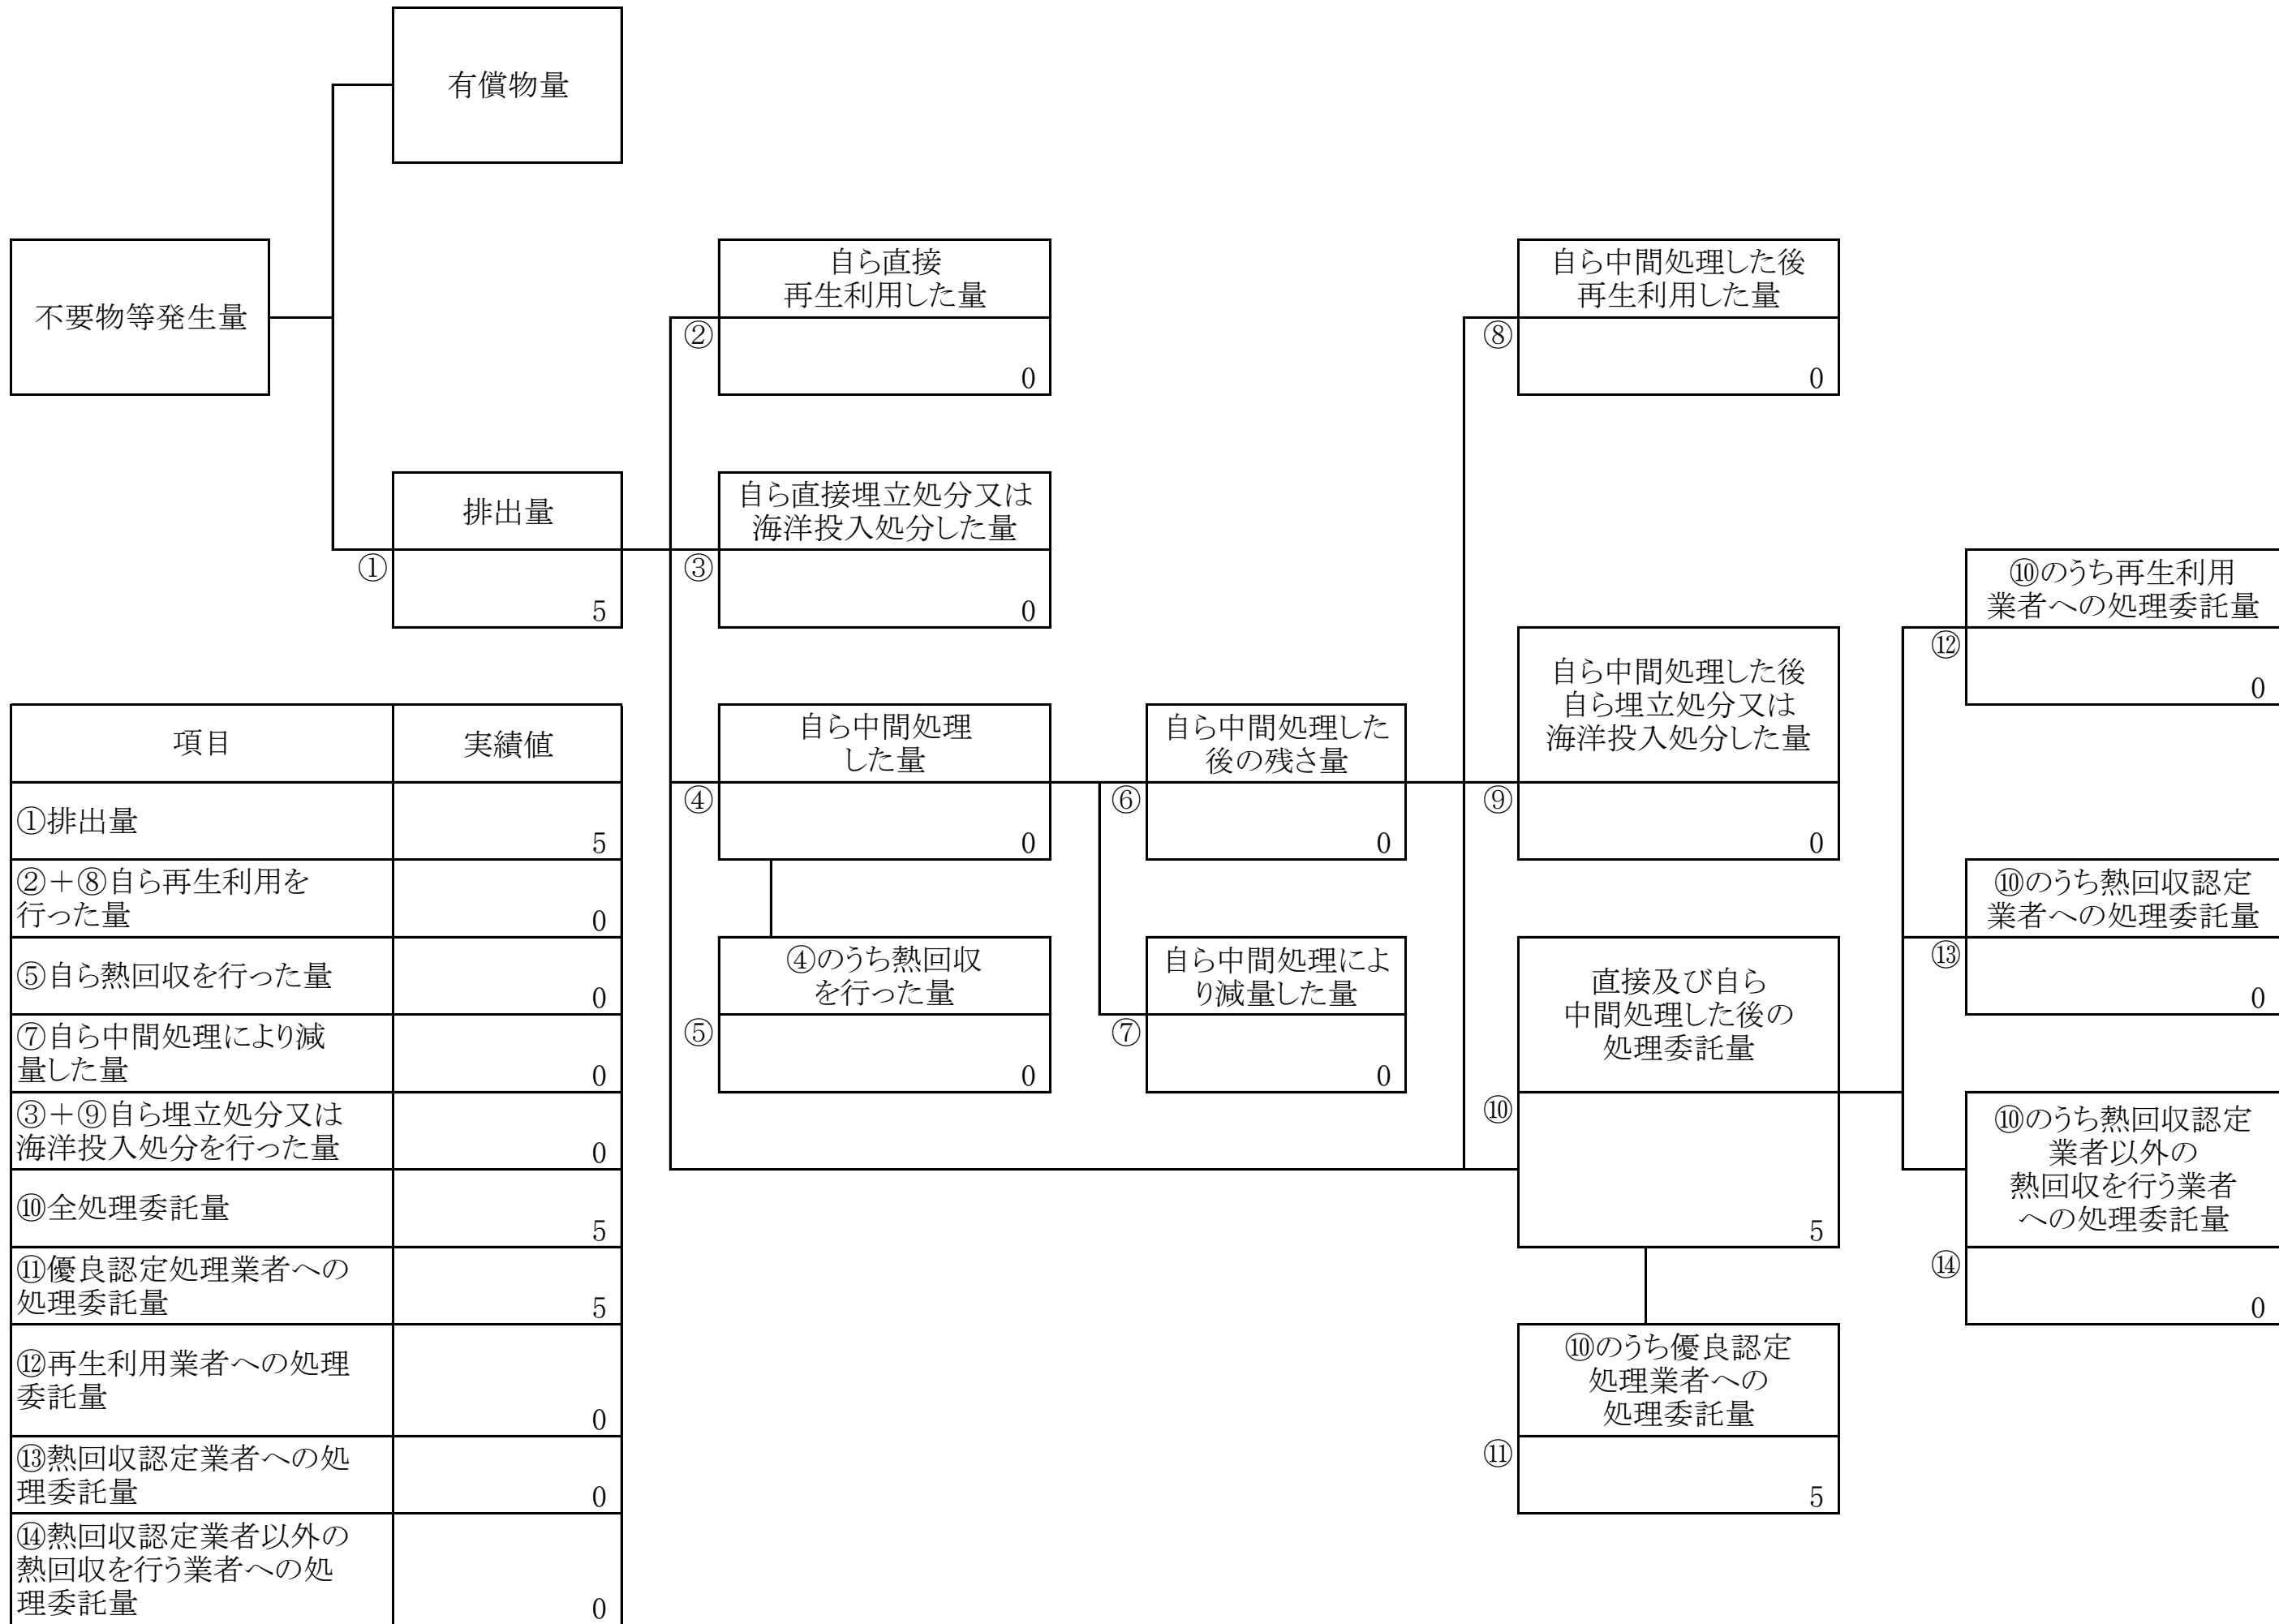 有償物量
不要物等発生量
排出量
①
5
自ら直接
再生利用した量
②
0
自ら直接埋立処分又は
海洋投入処分した量
③
0
自ら中間処理
した量
④
0
④のうち熱回収
を行った量
⑤
0
自ら中間処理した
後の残さ量
⑥
0
自ら中間処理によ
り減量した量
⑦
0
自ら中間処理した後
再生利用した量
⑧
0
自ら中間処理した後
自ら埋立処分又は
海洋投入処分した量
⑨
0
直接及び自ら
中間処理した後の
処理委託量
⑩
5
⑩のうち優良認定
処理業者への
処理委託量
⑪
5
⑩のうち再生利用
業者への処理委託量
⑫
0
⑩のうち熱回収認定
業者への処理委託量
⑬
0
⑩のうち熱回収認定
業者以外の
熱回収を行う業者
への処理委託量
⑭
0
項目 実績値
①排出量
5
②+⑧自ら再生利用を
行った量
0
⑤自ら熱回収を行った量
0
⑦自ら中間処理により減
量した量
0
③+⑨自ら埋立処分又は
海洋投入処分を行った量
0
⑩全処理委託量
5
⑪優良認定処理業者への
処理委託量
5
⑫再生利用業者への処理
委託量
0
⑬熱回収認定業者への処
理委託量
0
⑭熱回収認定業者以外の
熱回収を行う業者への処
理委託量
0